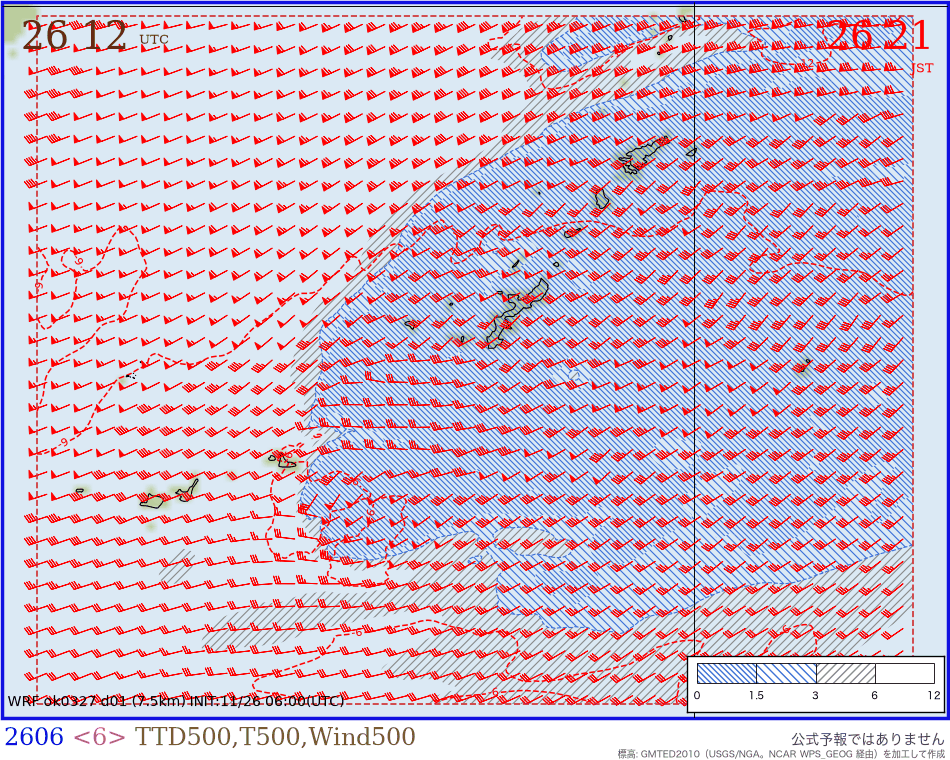 26 12 UTC
26 21
JST
-12
-9
-9
-9
-9
-6
-9
-6
-6
6
WRF ok0327 d01 (7.5km) INIT:11/26 06:00(UTC)
0 1.5 3 6 12
2606 <6> TTD500,T500,Wind500
公式予報ではありません
標高: GMTED2010（USGS/NGA。NCAR WPS_GEOG 経由）を加工して作成